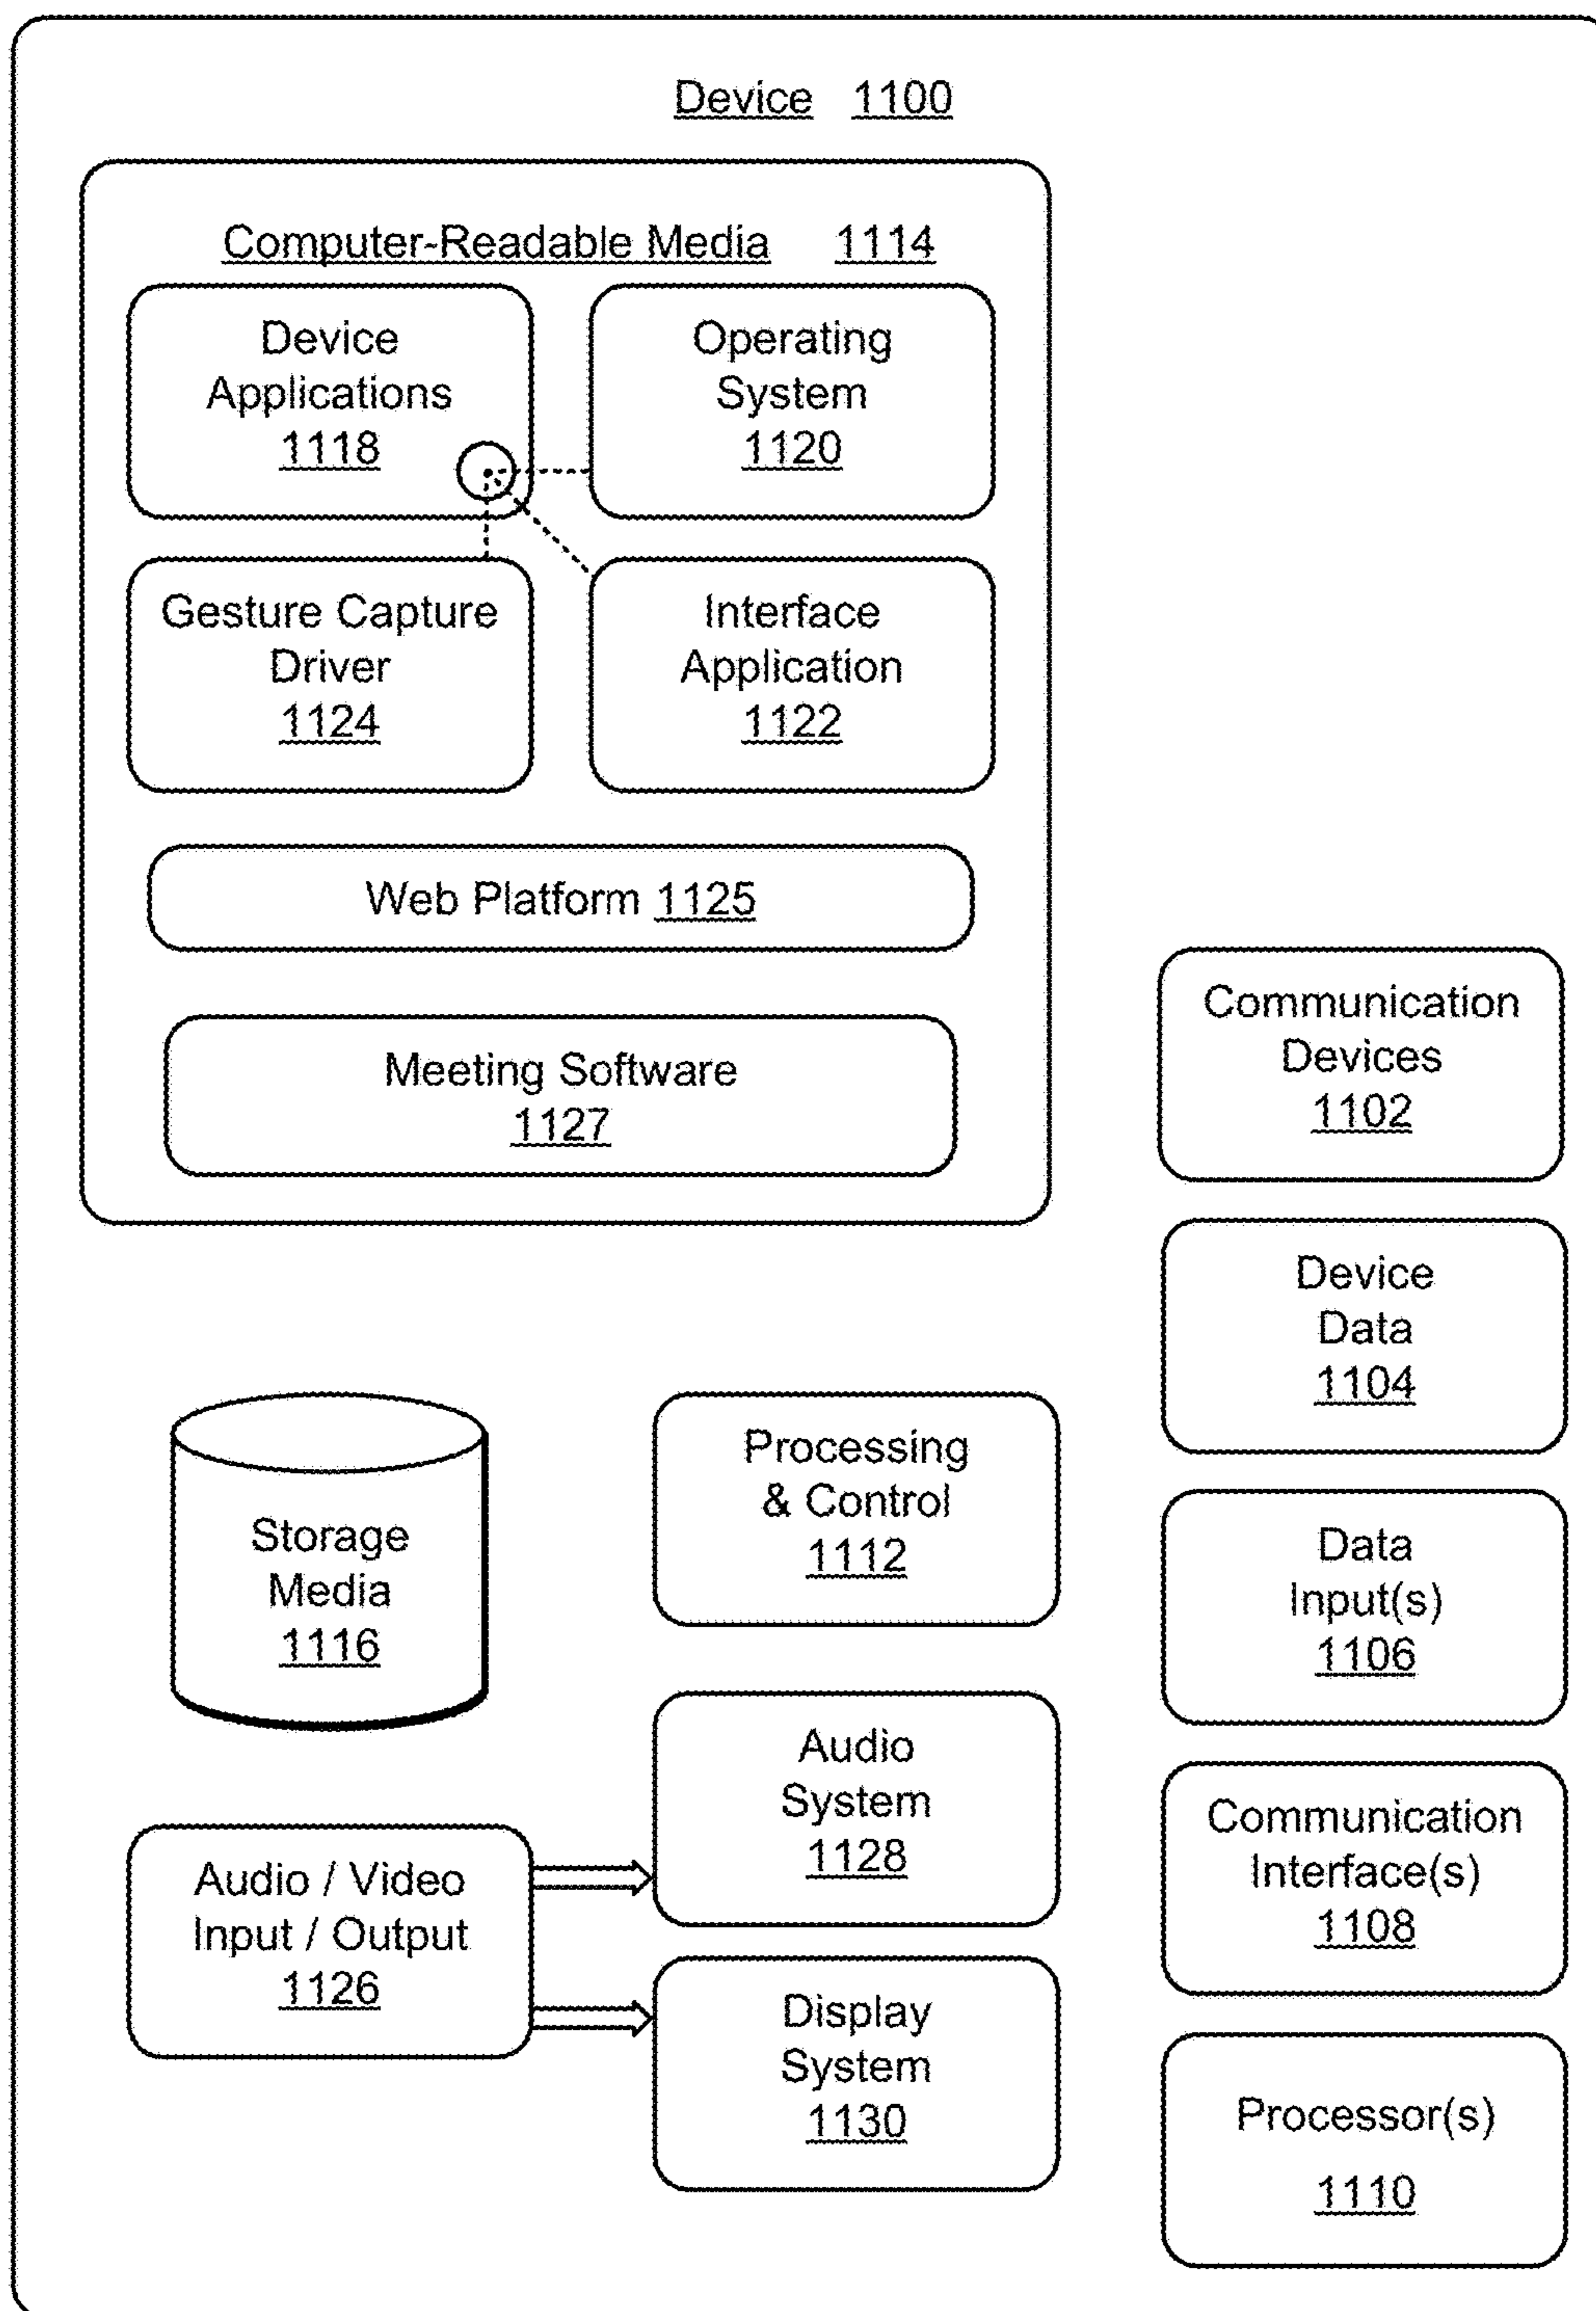 Device 1100
Computer-Readable Media 1114
Device
Applications
1118
Operating
System
1120
Gesture Capture
Driver
1124
Interface
Application
1122
Web Platform 1125
Meeting Software
1127
Communication
Devices
1102
Device
Data
1104
Data
Input(s)
1106
Communication
Interface(s)
1108
Processor(s)
1110
Storage
Media
1116
Processing
& Control
1112
Audio / Video
Input / Output
1126
Audio
System
1128
Display
System
1130